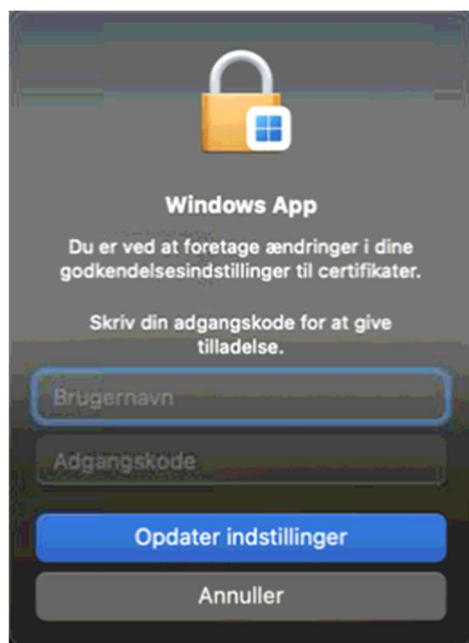 Windows App
Du er ved at foretage ændringer i dine
godkendelsesindstillinger til certifikater.
Skriv din adgangskode for at give
tilladelse.
Brugernavn
Adgangskode
Opdater indstillinger
Annuller